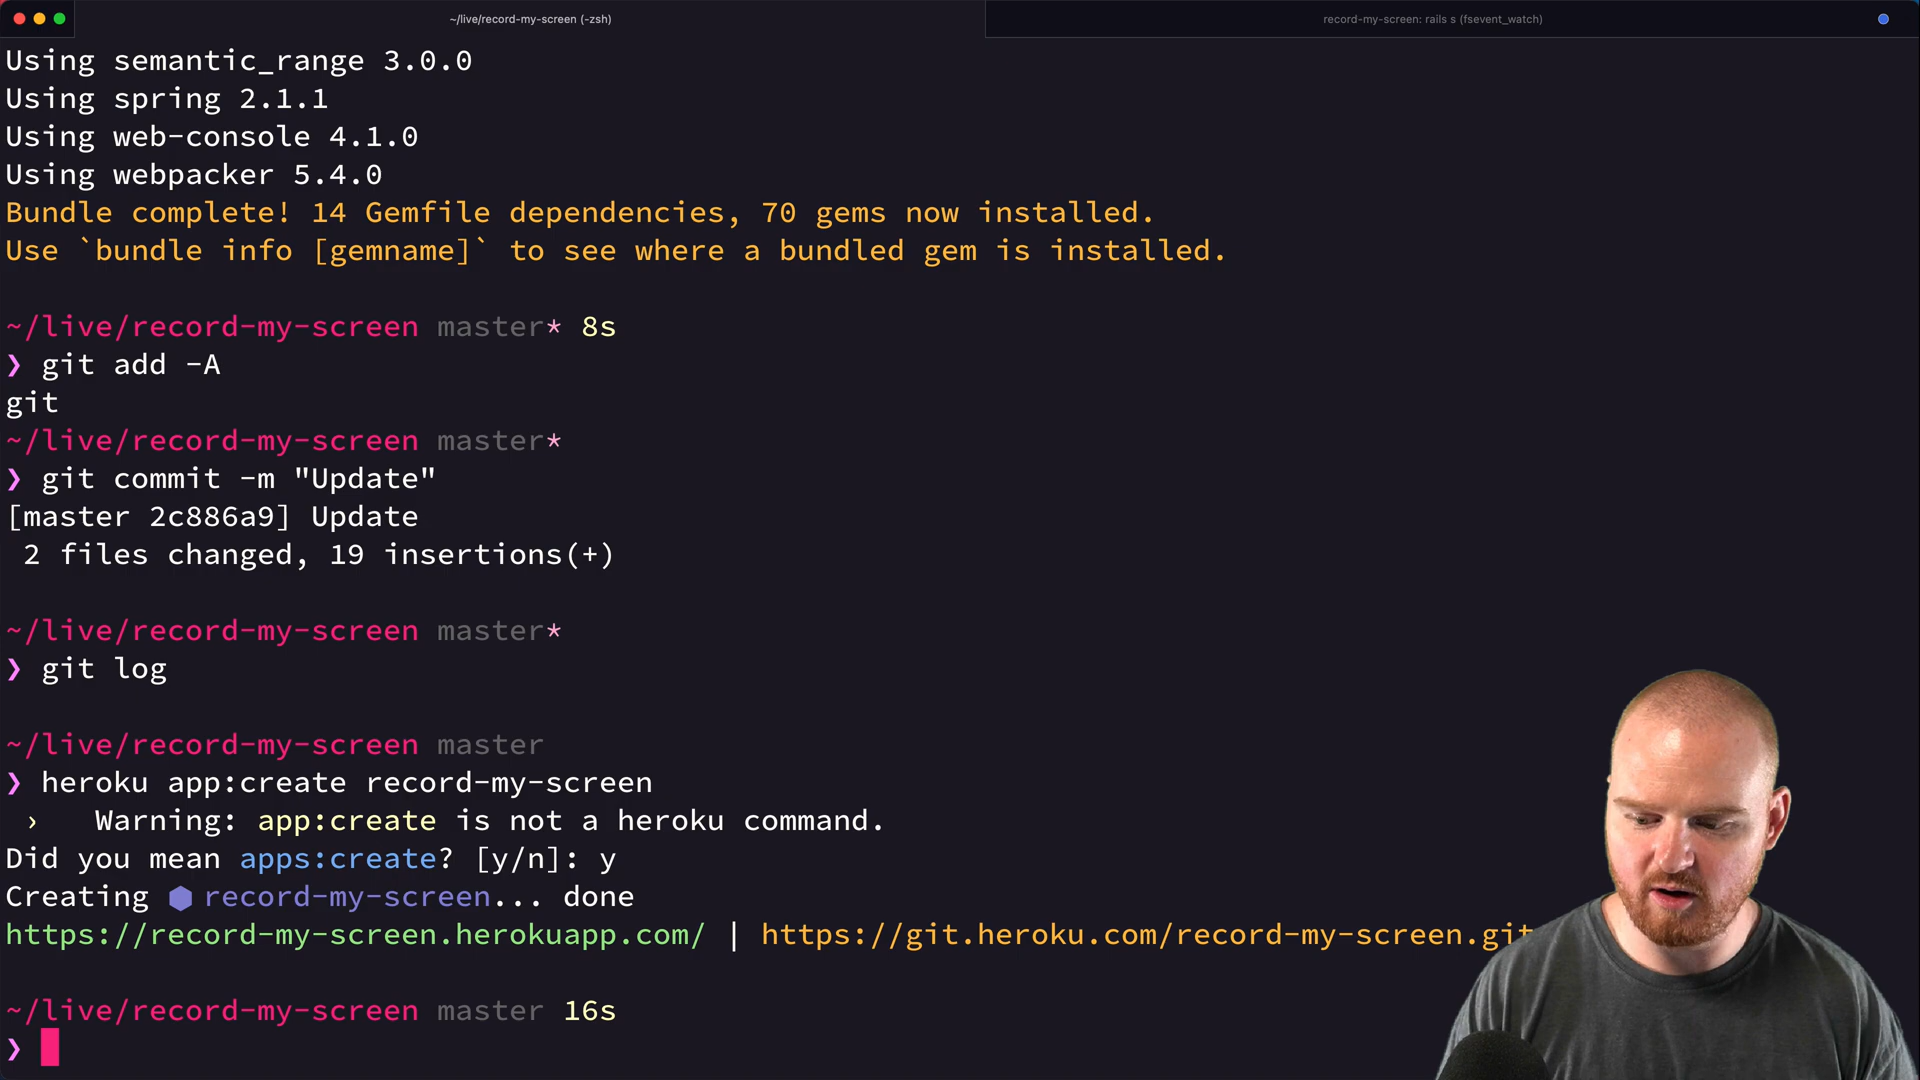 ~/live/record-my-screen (-zsh)
record-my-screen: rails s (fsevent_watch)
Using semantic_range 3.0.0
Using spring 2.1.1
Using web-console 4.1.0
Using webpacker 5.4.0
Bundle complete! 14 Gemfile dependencies, 70 gems now installed.
Use `bundle info [gemname]` to see where a bundled gem is installed.
~/live/record-my-screen master* 8s
❯ git add -A
git
~/live/record-my-screen master*
❯ git commit -m "Update"
[master 2c886a9] Update
2 files changed, 19 insertions(+)
~/live/record-my-screen master*
❯ git log
~/live/record-my-screen master
❯ heroku app:create record-my-screen
› Warning: app:create is not a heroku command.
Did you mean apps:create? [y/n]: y
Creating ⬢ record-my-screen... done
https://record-my-screen.herokuapp.com/ | https://git.heroku.com/record-my-screen.git
~/live/record-my-screen master 16s
❯